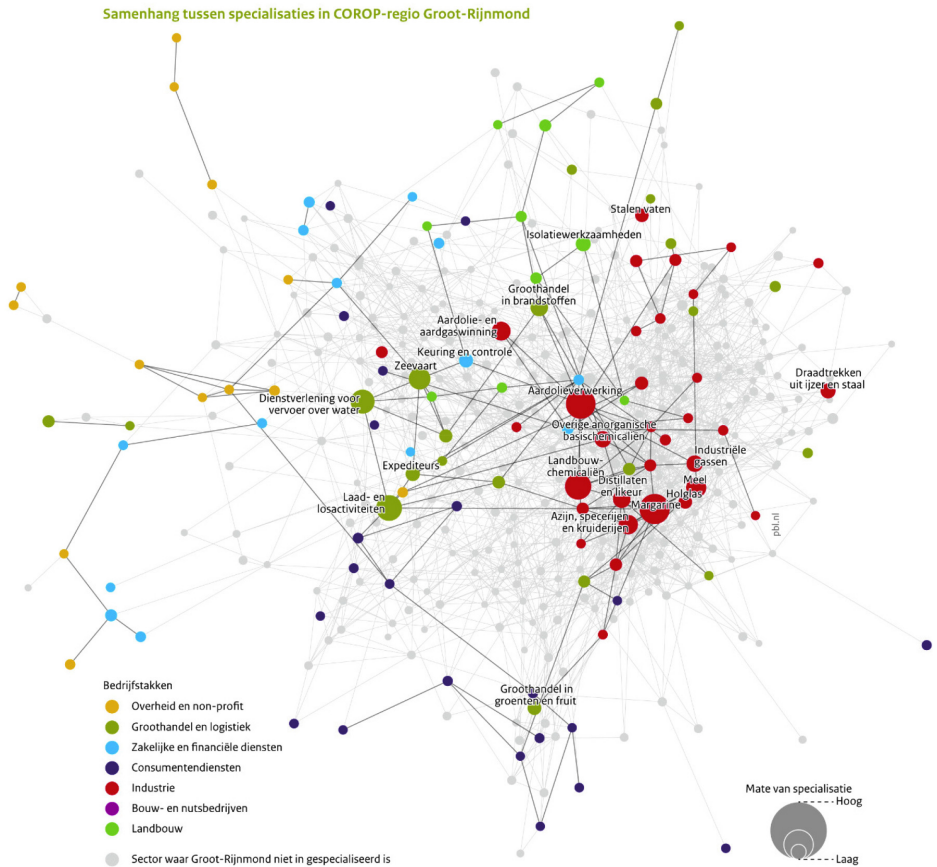 Samenhang tussen specialisaties in COROP-regio Groot-Rijnmond
Stalen vaten
Isolatiewerkzaamheden
Groothandel
in brandstoffen
Aardolie- en
aardgaswinning
Keuring en controle
Zeevaart
Draadtrekken
uit ijzer en staal
Dienstverlening voor
vervoer over water
Aardolieverwerking
Overige anorganische
basischemicaliën
Industriële
gassen
Landbouw-
chemicaliën
Expediteurs
Distillaten
en likeur
Meel
Holglas
Margarine
Laad- en
losactiviteiten
Azijn, specerijen
en kruiderijen
pbl.nl
Groothandel in
groenten en fruit
Bedrijfstakken
Overheid en non-profit
Groothandel en logistiek
Zakelijke en financiële diensten
Consumentendiensten
Industrie
Bouw- en nutsbedrijven
Landbouw
Sector waar Groot-Rijnmond niet in gespecialiseerd is
Mate van specialisatie
Hoog
Laag